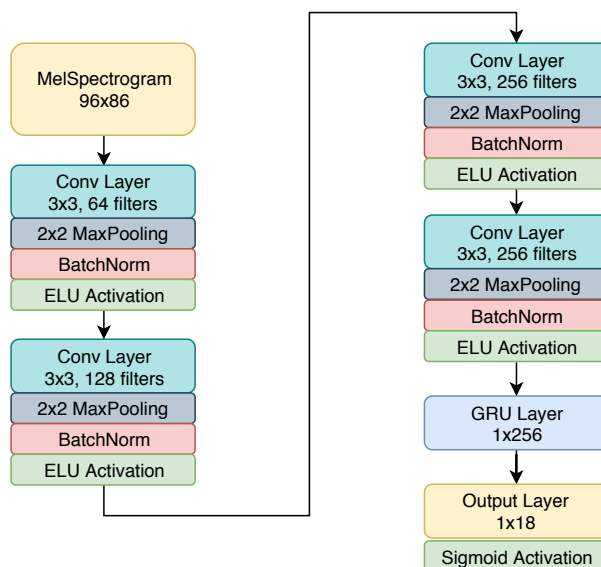 MelSpectrogram
96x86
Conv Layer
3x3, 64 filters
2x2 MaxPooling
BatchNorm
ELU Activation
Conv Layer
3x3, 128 filters
2x2 MaxPooling
BatchNorm
ELU Activation
Conv Layer
3x3, 256 filters
2x2 MaxPooling
BatchNorm
ELU Activation
Conv Layer
3x3, 256 filters
2x2 MaxPooling
BatchNorm
ELU Activation
GRU Layer
1x256
Output Layer
1x18
Sigmoid Activation